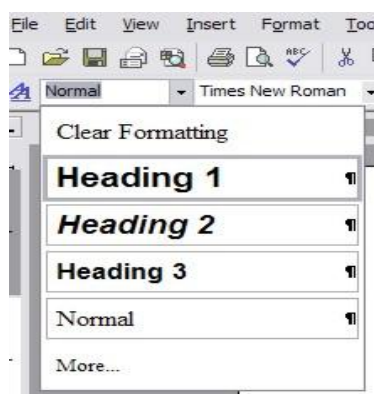 File Edit View Insert Format
ABC
Normal Times New Roman
Clear Formatting
Heading 1 ¶
Heading 2 ¶
Heading 3 ¶
Normal ¶
More...